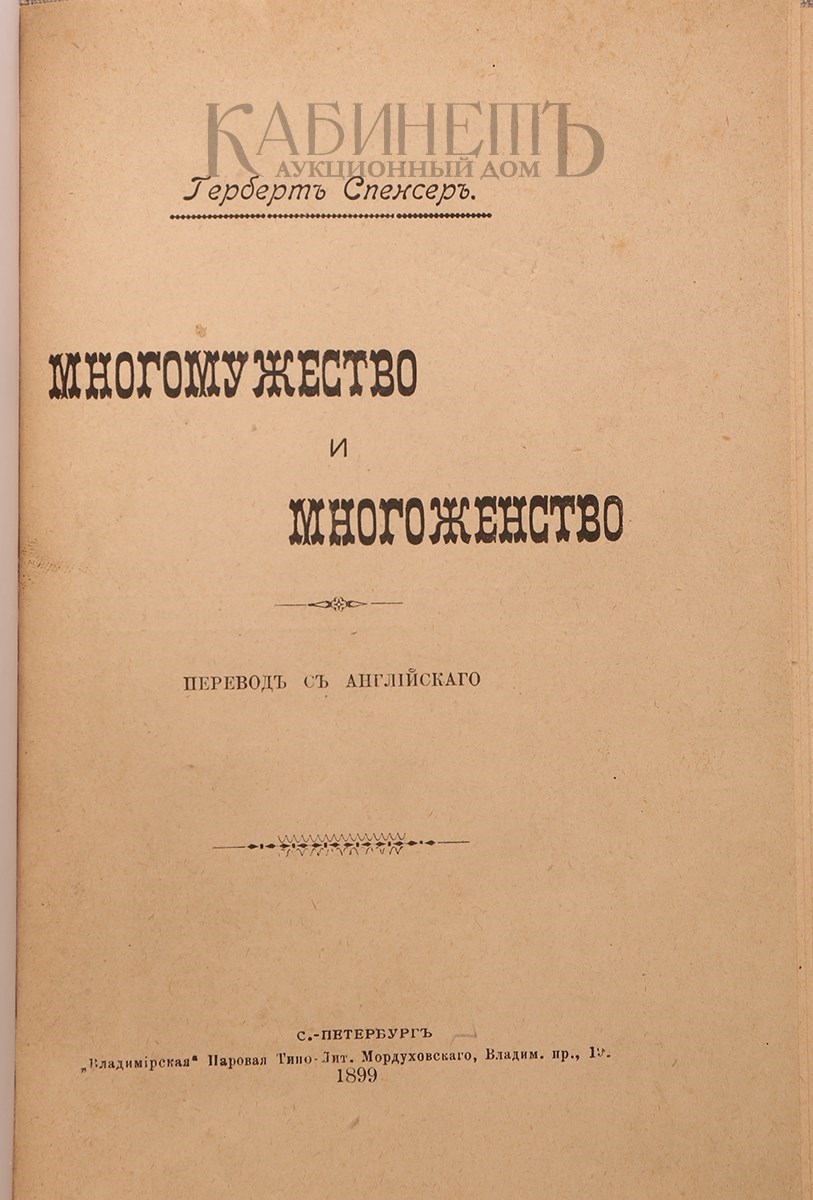 КАБИНЕТЪ
АУКЦИОННЫЙ ДОМ
Гербертъ Спенсеръ.
МНОГОМУЖЕСТВО
И
МНОГОЖЕНСТВО
ПЕРЕВОДЪ СЪ АНГЛІЙСКАГО
С.-ПЕТЕРБУРГЪ
„Владимірская“ Паровая Типо-Лит. Мордуховскаго, Владим. пр.,
1899